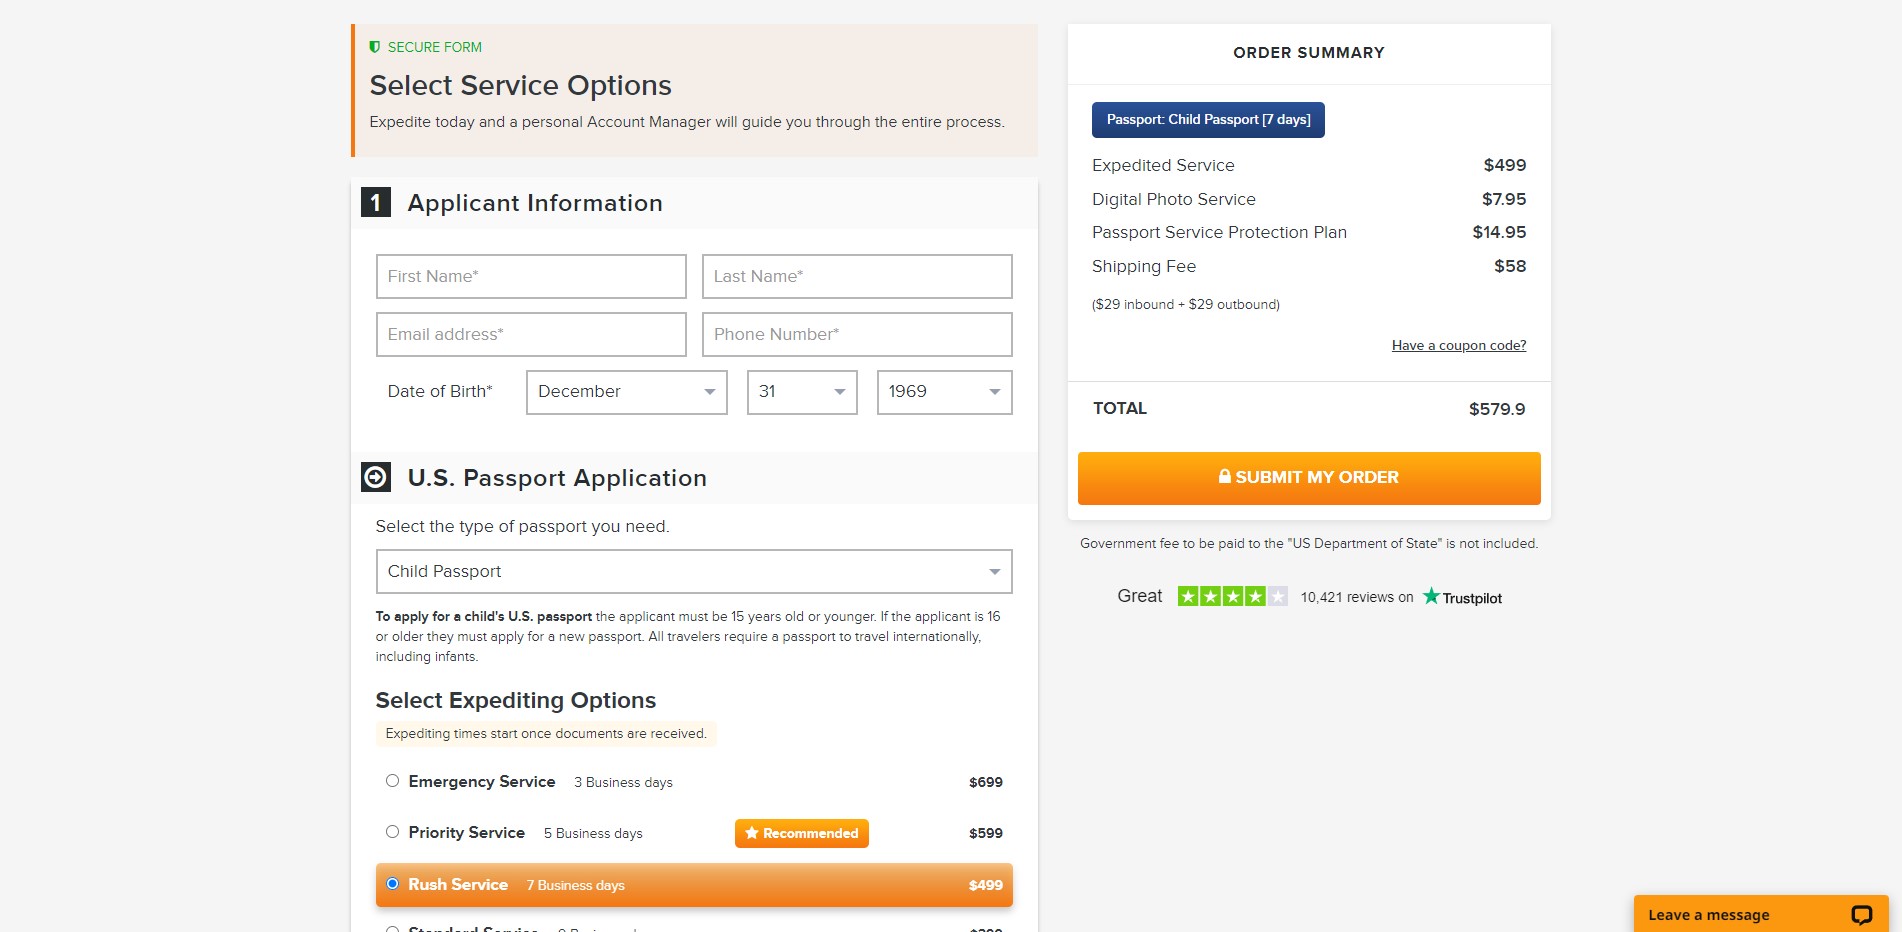 SECURE FORM
Select Service Options
Expedite today and a personal Account Manager will guide you through the entire process.
1 Applicant Information
First Name* Last Name*
Email address* Phone Number*
Date of Birth* December 31 1969
U.S. Passport Application
Select the type of passport you need.
Child Passport
To apply for a child's U.S. passport the applicant must be 15 years old or younger. If the applicant is 16
or older they must apply for a new passport. All travelers require a passport to travel internationally,
including infants.
Select Expediting Options
Expediting times start once documents are received.
Emergency Service 3 Business days $699
Priority Service 5 Business days Recommended $599
Rush Service 7 Business days $499
ORDER SUMMARY
Passport: Child Passport [7 days]
Expedited Service $499
Digital Photo Service $7.95
Passport Service Protection Plan $14.95
Shipping Fee $58
($29 inbound + $29 outbound)
Have a coupon code?
TOTAL $579.9
SUBMIT MY ORDER
Government fee to be paid to the "US Department of State" is not included.
Great 10,421 reviews on Trustpilot
Leave a message